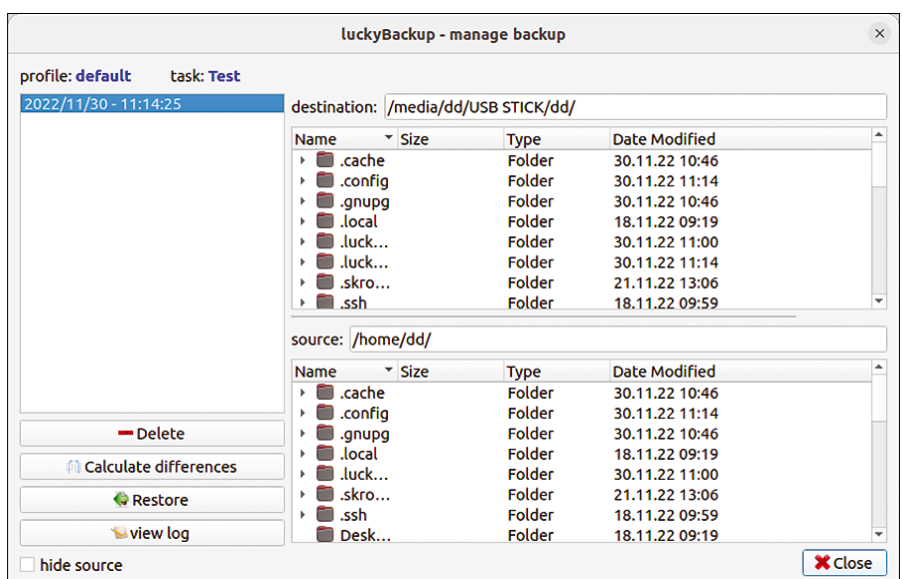 luckyBackup - manage backup
profile: default task: Test
2022/11/30 - 11:14:25
destination: /media/dd/USB STICK/dd/
Name Size Type Date Modified
.cache Folder 30.11.22 10:46
.config Folder 30.11.22 11:14
.gnupg Folder 30.11.22 10:46
.local Folder 18.11.22 09:19
.luck... Folder 30.11.22 11:00
.luck... Folder 30.11.22 11:14
.skro... Folder 21.11.22 13:06
.ssh Folder 18.11.22 09:59
source: /home/dd/
Name Size Type Date Modified
.cache Folder 30.11.22 10:46
.config Folder 30.11.22 11:14
.gnupg Folder 30.11.22 10:46
.local Folder 18.11.22 09:19
.luck... Folder 30.11.22 11:00
.skro... Folder 21.11.22 13:06
.ssh Folder 18.11.22 09:59
Desk... Folder 18.11.22 09:19
Delete
Calculate differences
Restore
view log
hide source
Close